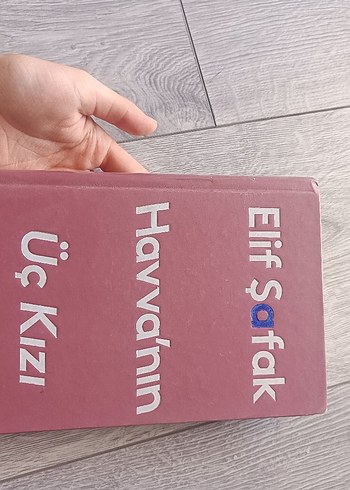 Elif Şafak
Havva'nın
Üç Kızı